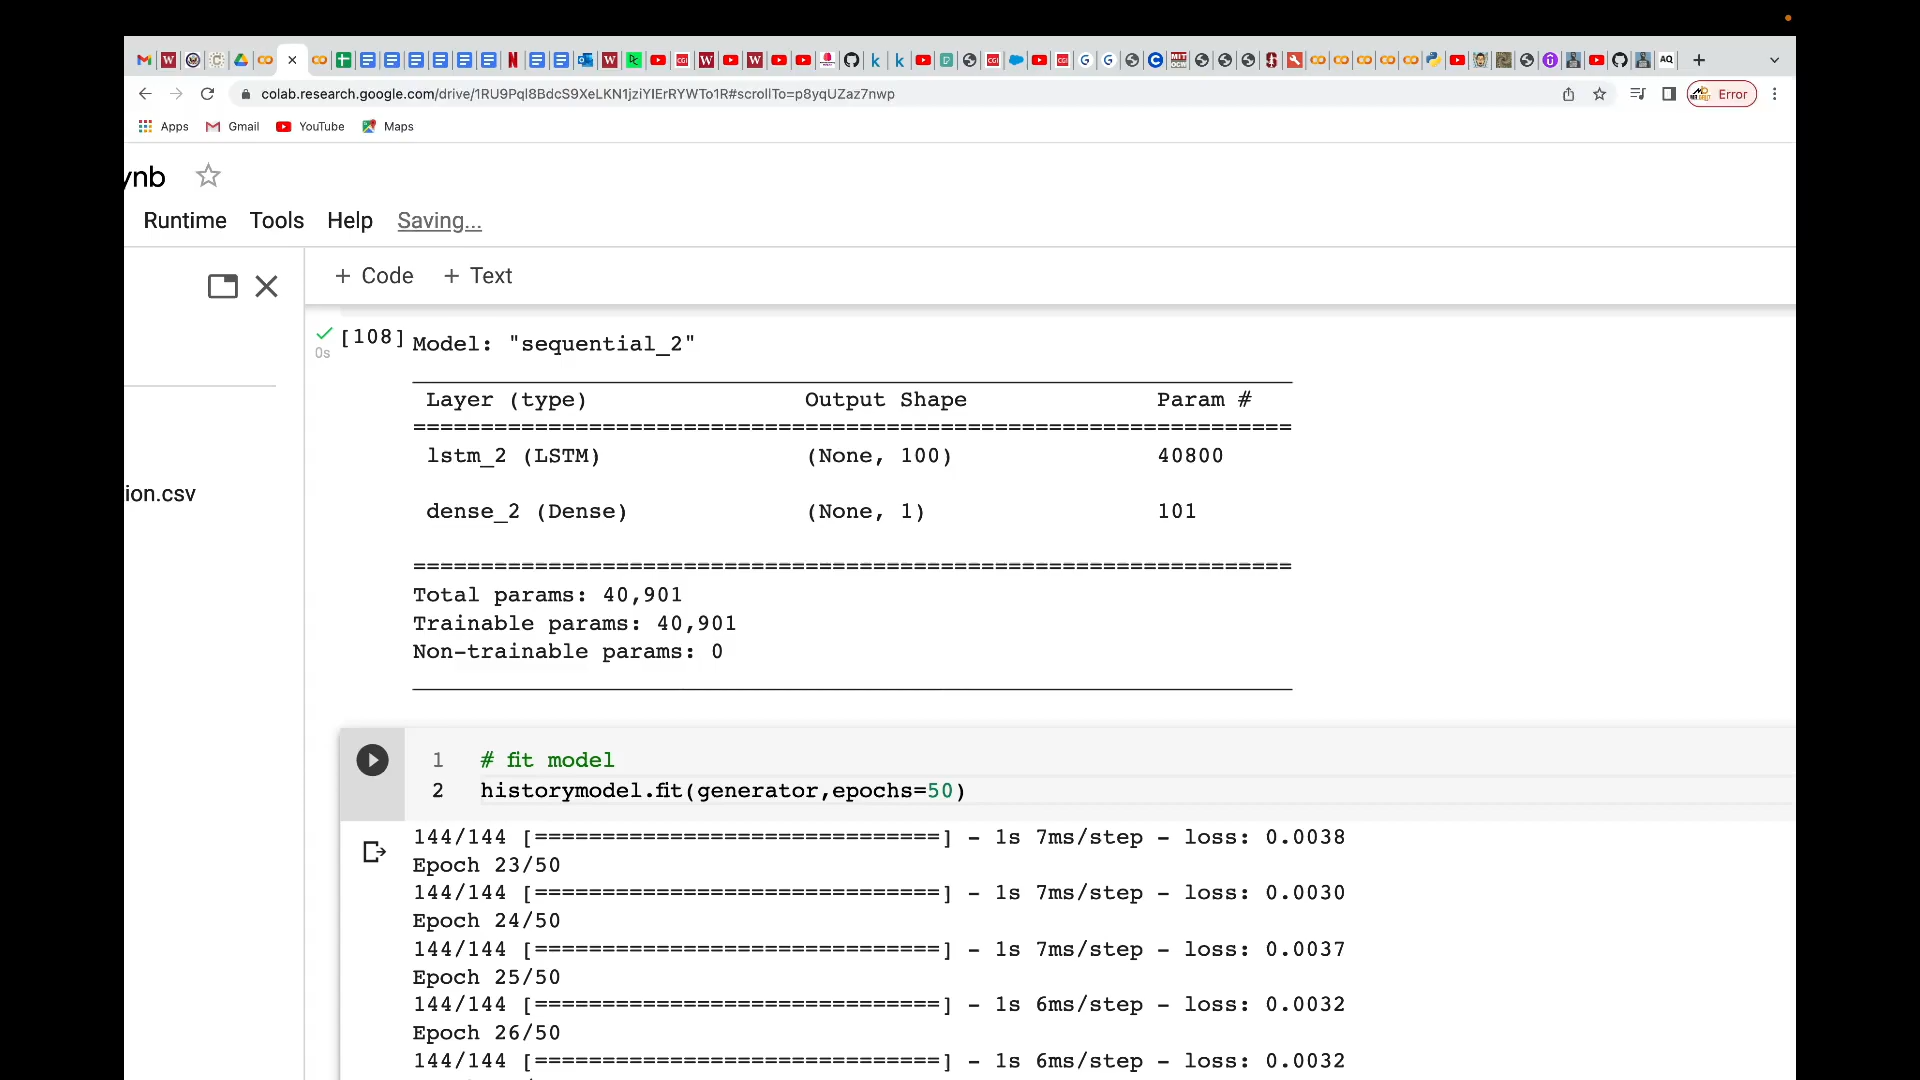 colab.research.google.com/drive/1RU9Pql8BdcS9XeLKN1jziYlErRYWTo1R#scrollTo=p8yqUZaz7nwp
Error
Apps Gmail YouTube Maps
ynb
Runtime Tools Help Saving...
+ Code + Text
[108] Model: "sequential_2"
0s
Layer (type) Output Shape Param #
=================================================================
lstm_2 (LSTM) (None, 100) 40800
ion.csv
dense_2 (Dense) (None, 1) 101
=================================================================
Total params: 40,901
Trainable params: 40,901
Non-trainable params: 0
1 # fit model
2 historymodel.fit(generator,epochs=50)
144/144 [==============================] - 1s 7ms/step - loss: 0.0038
Epoch 23/50
144/144 [==============================] - 1s 7ms/step - loss: 0.0030
Epoch 24/50
144/144 [==============================] - 1s 7ms/step - loss: 0.0037
Epoch 25/50
144/144 [==============================] - 1s 6ms/step - loss: 0.0032
Epoch 26/50
144/144 [==============================] - 1s 6ms/step - loss: 0.0032